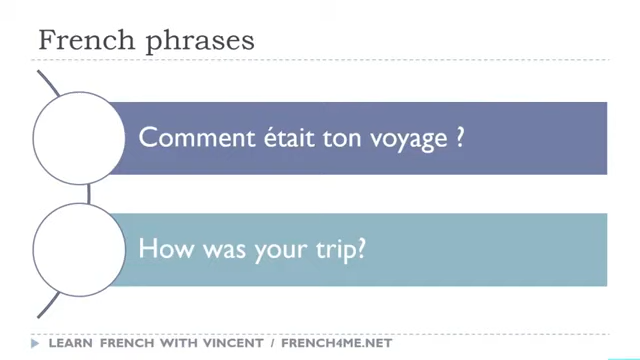 French phrases
Comment était ton voyage ?
How was your trip?
LEARN FRENCH WITH VINCENT / FRENCH4ME.NET